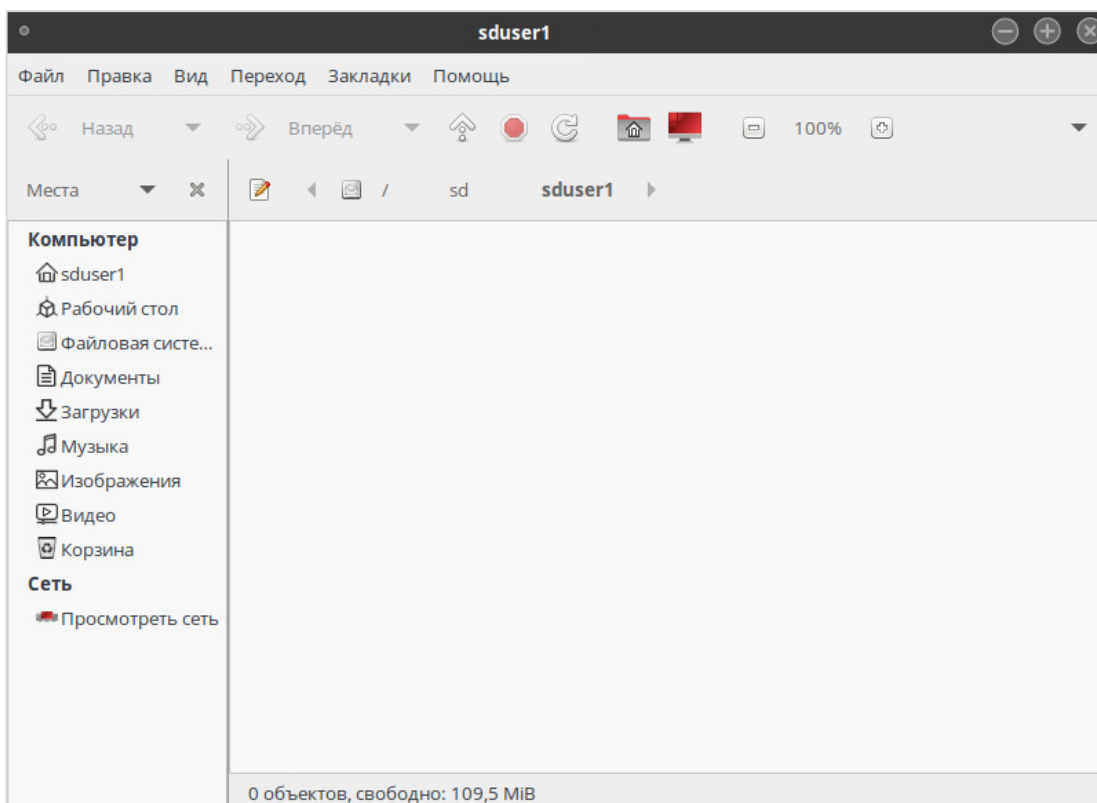 sduser1
Файл Правка Вид Переход Закладки Помощь
Назад Вперёд 100%
Места / sd sduser1
Компьютер
sduser1
Рабочий стол
Файловая систе...
Документы
Загрузки
Музыка
Изображения
Видео
Корзина
Сеть
Просмотреть сеть
0 объектов, свободно: 109,5 MiB